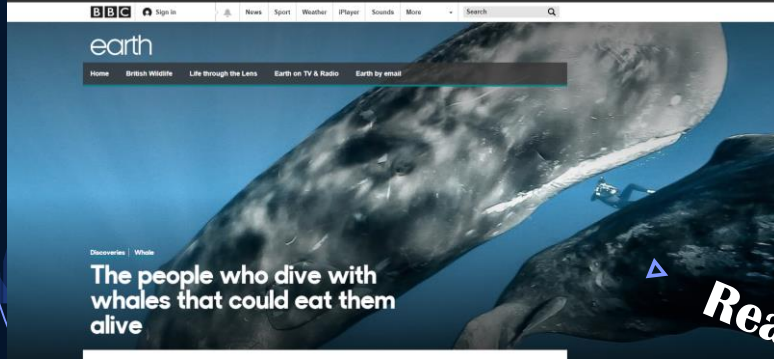 BBC Sign in News Sport Weather iPlayer Sounds More Search
earth
Home British Wildlife Life through the Lens Earth on TV & Radio Earth by email
Discoveries Whale
The people who dive with
whales that could eat them
alive